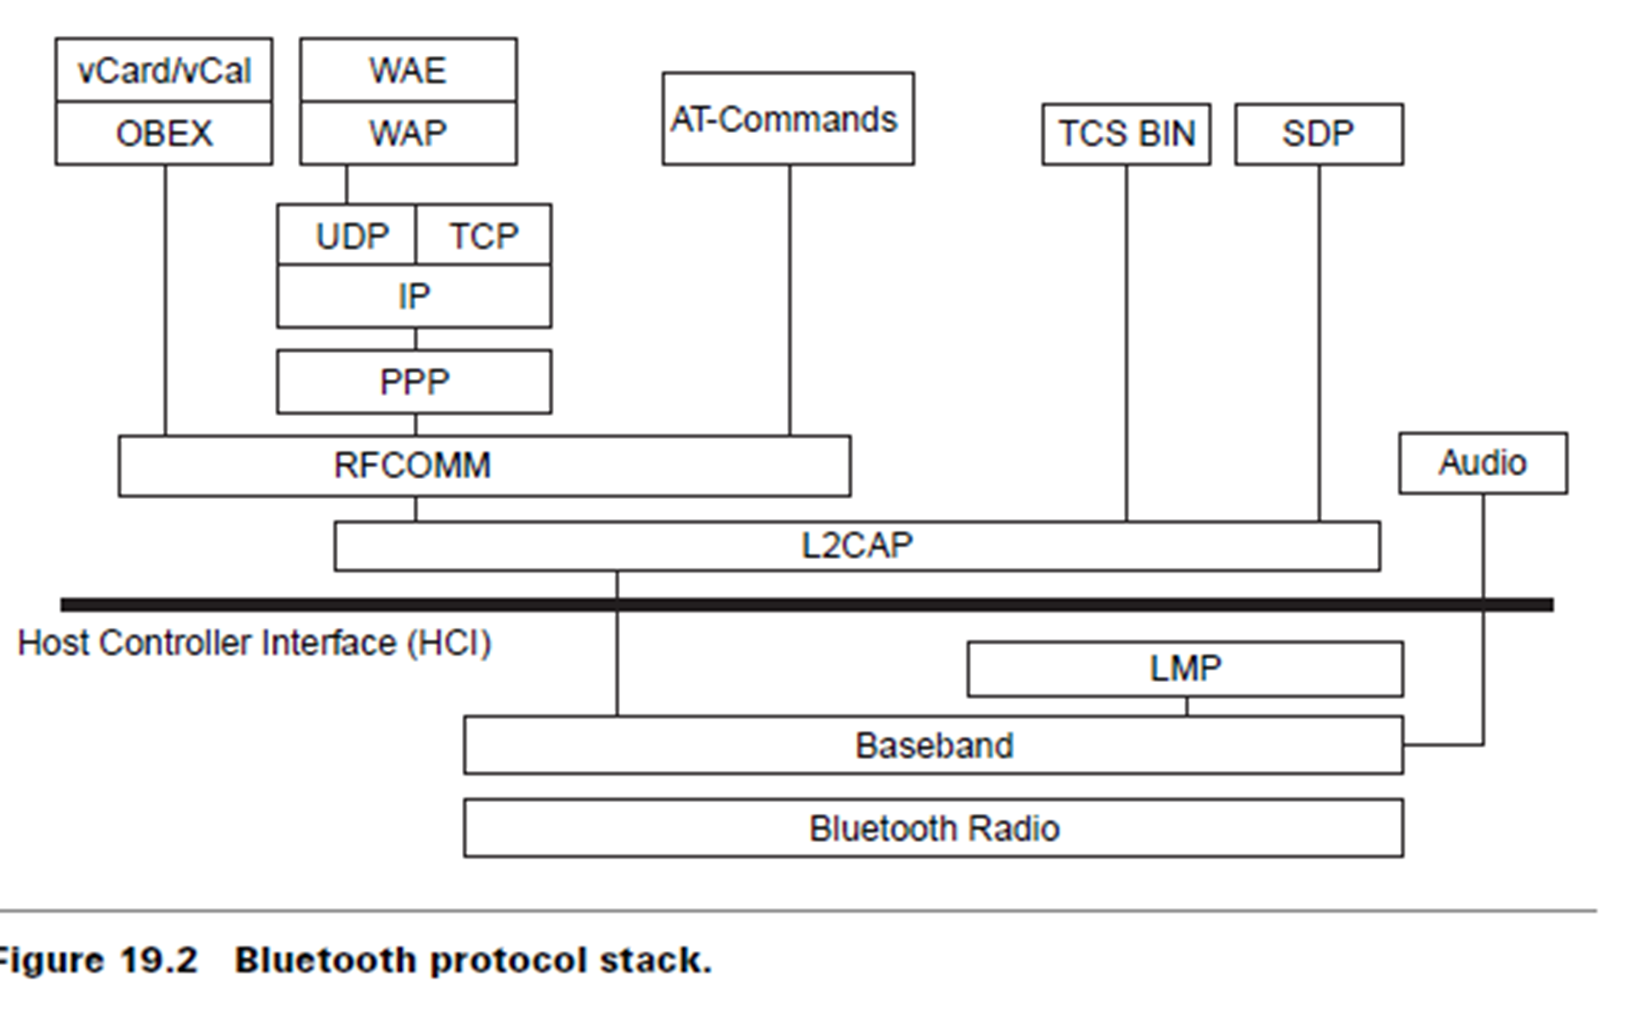 vCard/vCal
OBEX
WAE
WAP
AT-Commands
TCS BIN
SDP
UDP
TCP
IP
PPP
RFCOMM
Audio
L2CAP
Host Controller Interface (HCI)
LMP
Baseband
Bluetooth Radio
Figure 19.2 Bluetooth protocol stack.